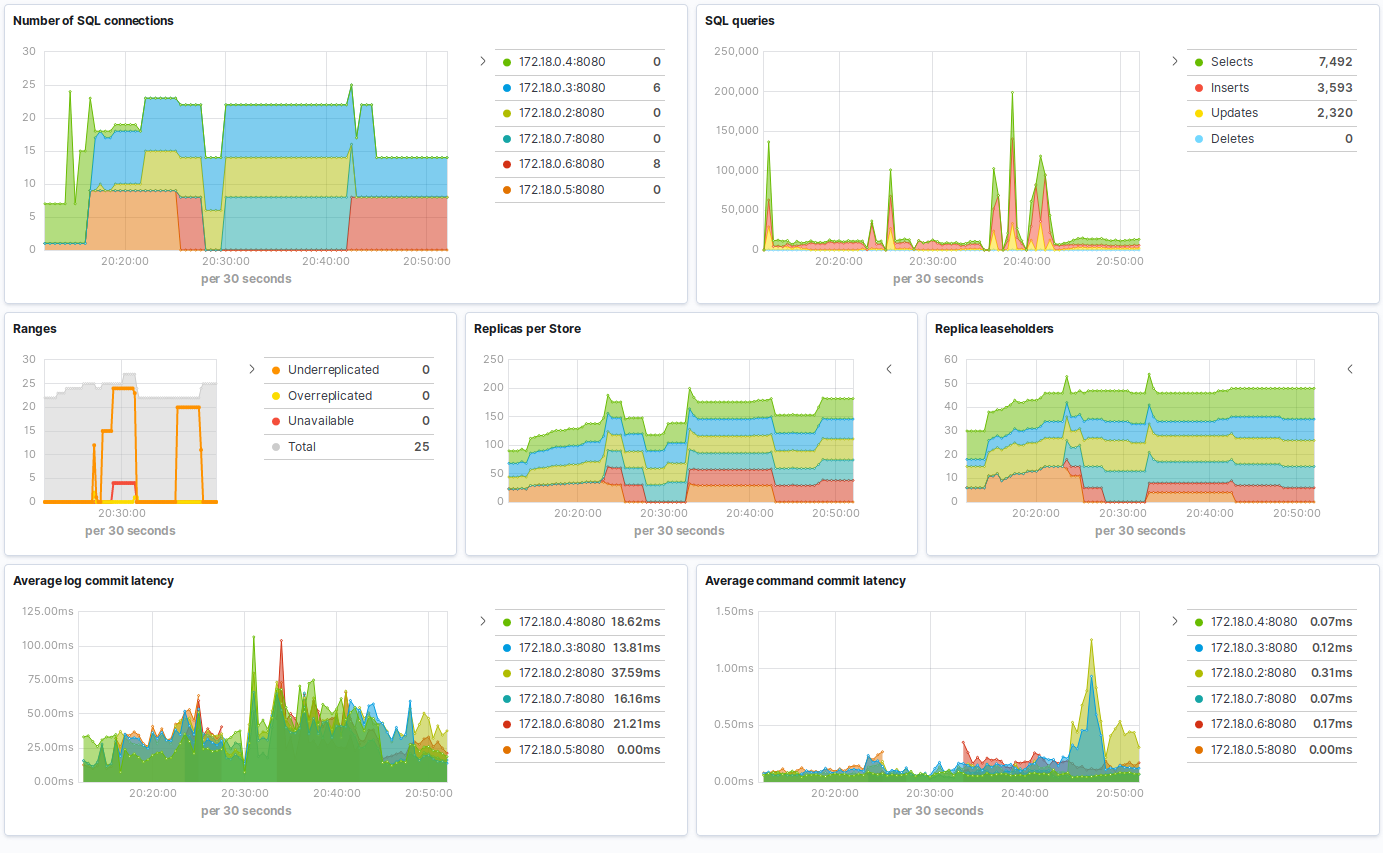 Number of SQL connections
30
25
20
15
10
5
0
20:20:00 20:30:00 20:40:00 20:50:00
per 30 seconds
172.18.0.4:8080 0
172.18.0.3:8080 6
172.18.0.2:8080 0
172.18.0.7:8080 0
172.18.0.6:8080 8
172.18.0.5:8080 0
SQL queries
250,000
200,000
150,000
100,000
50,000
0
20:20:00 20:30:00 20:40:00 20:50:00
per 30 seconds
Selects 7,492
Inserts 3,593
Updates 2,320
Deletes 0
Ranges
30
25
20
15
10
5
0
20:30:00
per 30 seconds
Underreplicated 0
Overreplicated 0
Unavailable 0
Total 25
Replicas per Store
250
200
150
100
50
0
20:20:00 20:30:00 20:40:00 20:50:00
per 30 seconds
Replica leaseholders
60
50
40
30
20
10
0
20:20:00 20:30:00 20:40:00 20:50:00
per 30 seconds
Average log commit latency
125.00ms
100.00ms
75.00ms
50.00ms
25.00ms
0.00ms
20:20:00 20:30:00 20:40:00 20:50:00
per 30 seconds
172.18.0.4:8080 18.62ms
172.18.0.3:8080 13.81ms
172.18.0.2:8080 37.59ms
172.18.0.7:8080 16.16ms
172.18.0.6:8080 21.21ms
172.18.0.5:8080 0.00ms
Average command commit latency
1.50ms
1.00ms
0.50ms
0.00ms
20:20:00 20:30:00 20:40:00 20:50:00
per 30 seconds
172.18.0.4:8080 0.07ms
172.18.0.3:8080 0.12ms
172.18.0.2:8080 0.31ms
172.18.0.7:8080 0.07ms
172.18.0.6:8080 0.17ms
172.18.0.5:8080 0.00ms